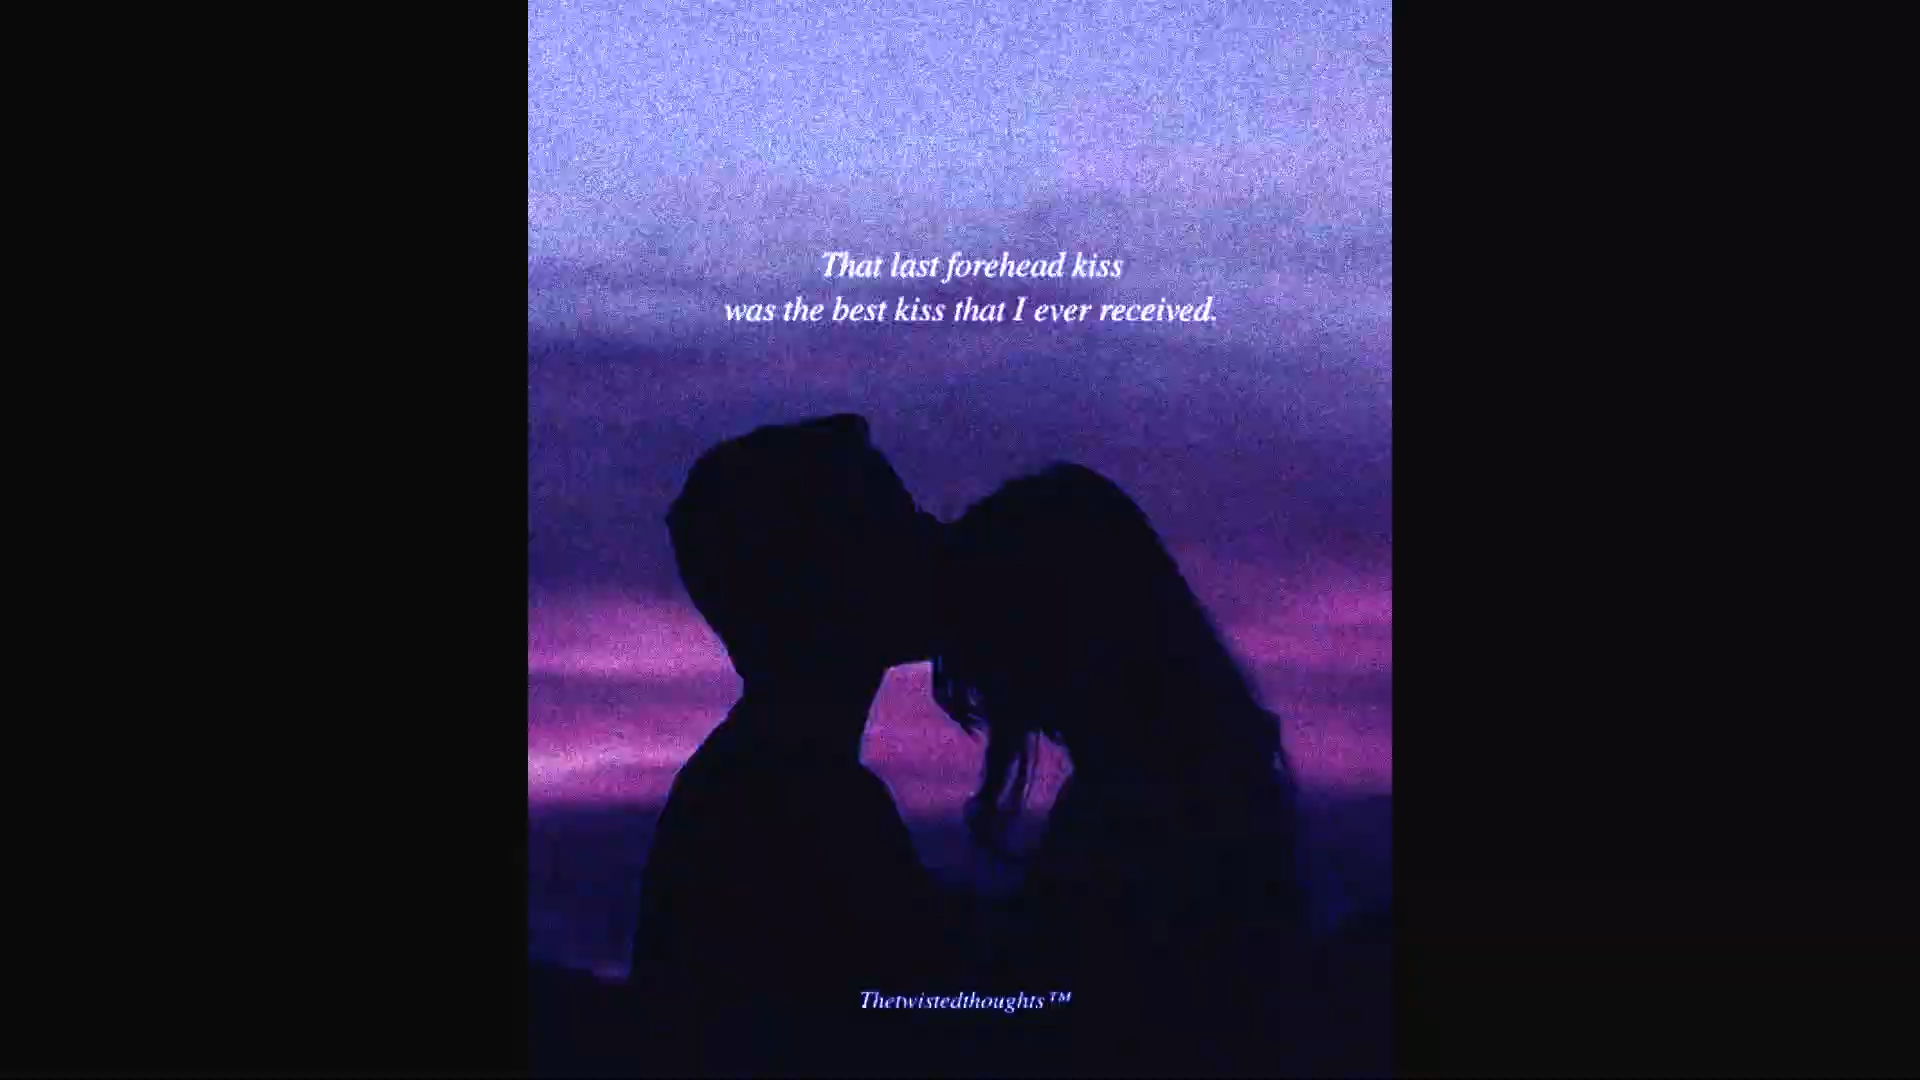 That last forehead kiss
was the best kiss that I ever received.
Thetwistedthoughts™